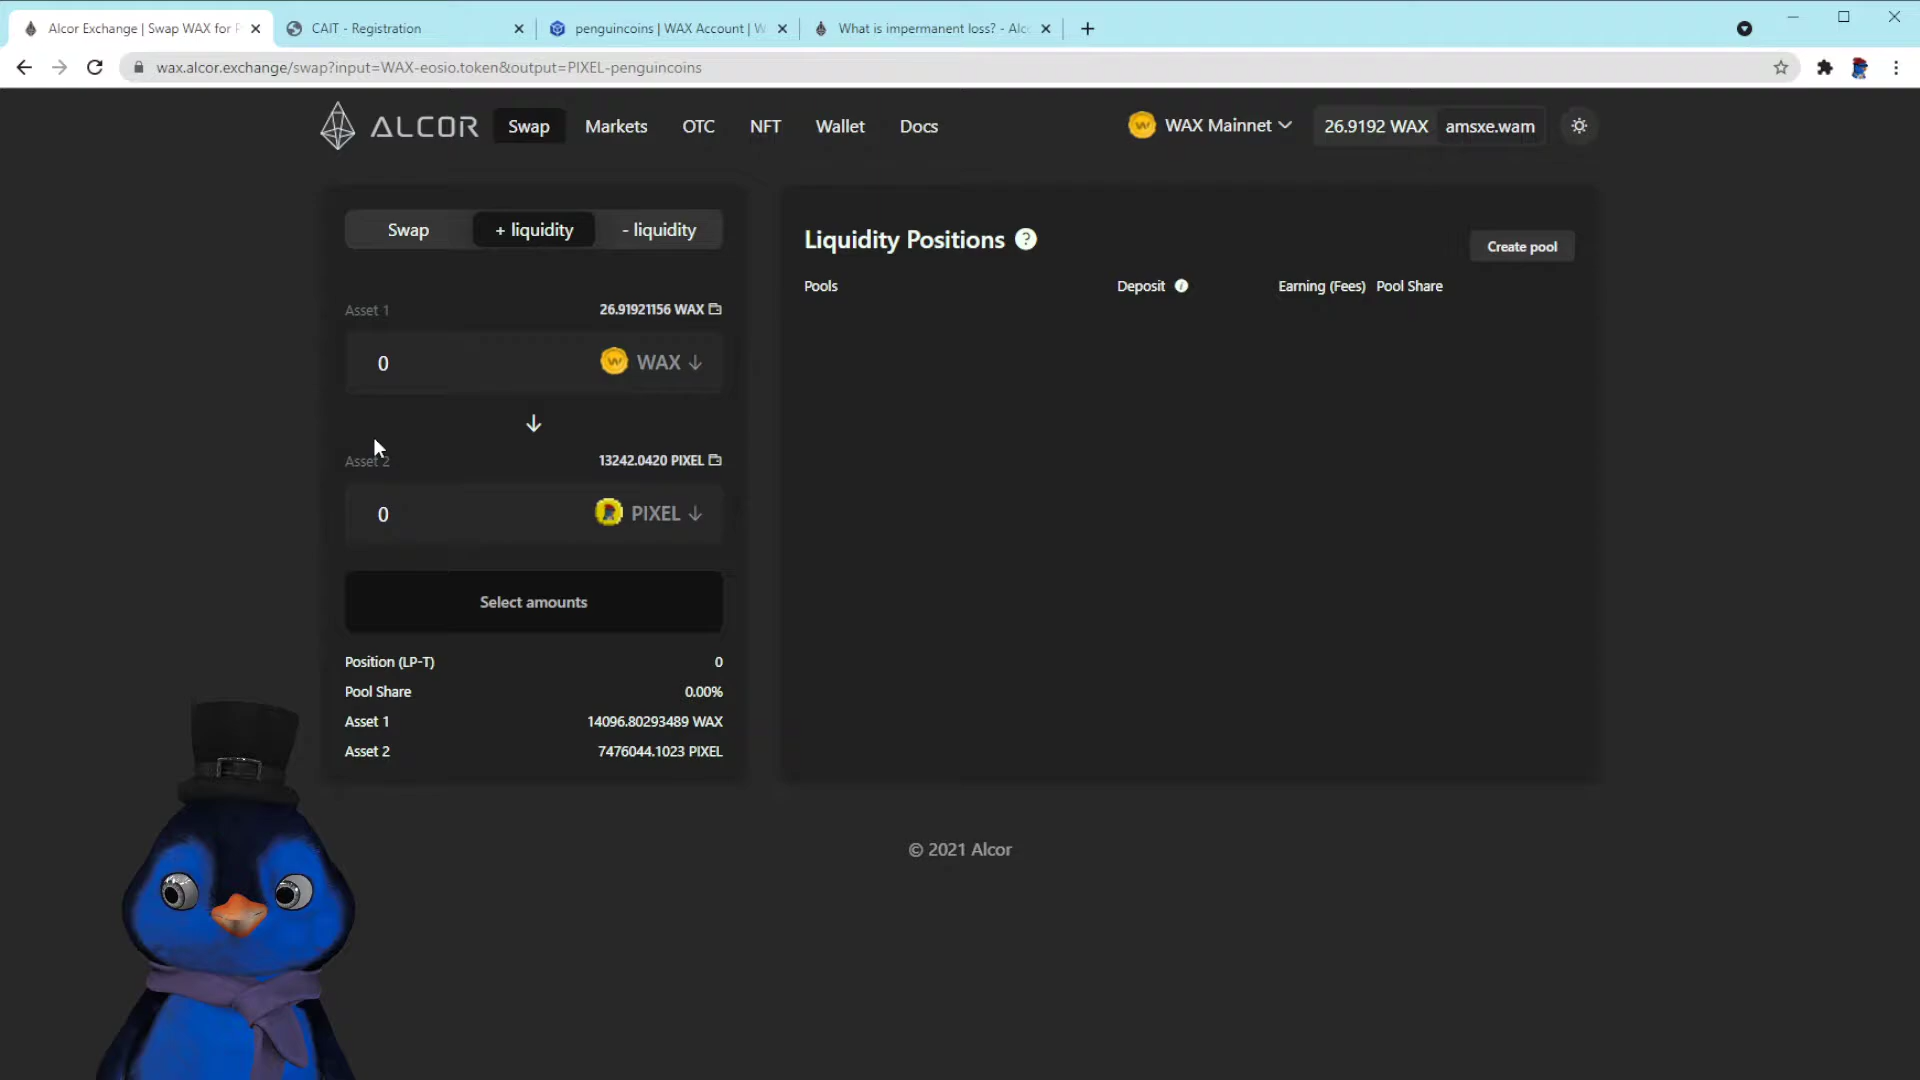 Alcor Exchange | Swap WAX for
CAIT - Registration
penguincoins | WAX Account |
What is impermanent loss? - Alc
wax.alcor.exchange/swap?input=WAX-eosio.token&output=PIXEL-penguincoins
ALCOR
Swap
Markets
OTC
NFT
Wallet
Docs
WAX Mainnet
26.9192 WAX
amsxe.wam
Swap
+ liquidity
- liquidity
Asset 1
26.91921156 WAX
0
WAX
Asset 2
13242.0420 PIXEL
0
PIXEL
Select amounts
Position (LP-T)
0
Pool Share
0.00%
Asset 1
14096.80293489 WAX
Asset 2
7476044.1023 PIXEL
Liquidity Positions ?
Create pool
Pools
Deposit i
Earning (Fees)
Pool Share
© 2021 Alcor